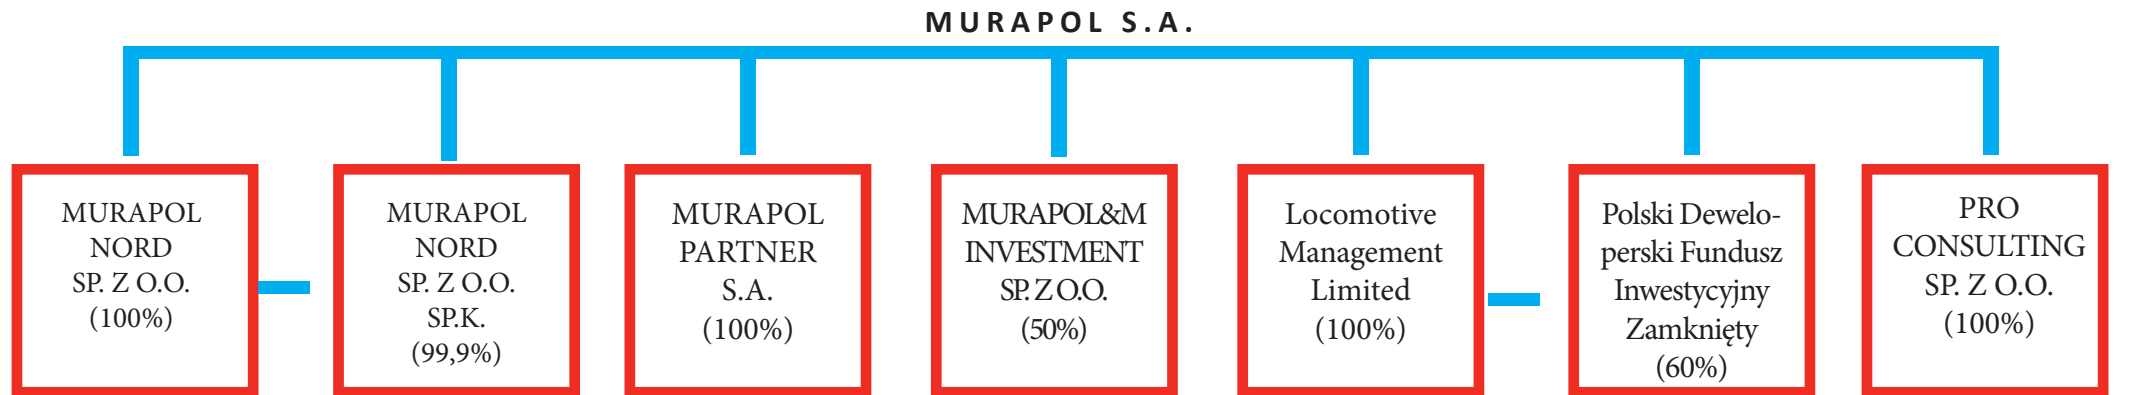 MURAPOL S.A.
MURAPOL
NORD
SP. Z O.O.
(100%)
MURAPOL
NORD
SP. Z O.O.
SP.K.
(99,9%)
MURAPOL
PARTNER
S.A.
(100%)
MURAPOL&M
INVESTMENT
SP. Z O.O.
(50%)
Locomotive
Management
Limited
(100%)
Polski Dewelo-
perski Fundusz
Inwestycyjny
Zamknięty
(60%)
PRO
CONSULTING
SP. Z O.O.
(100%)